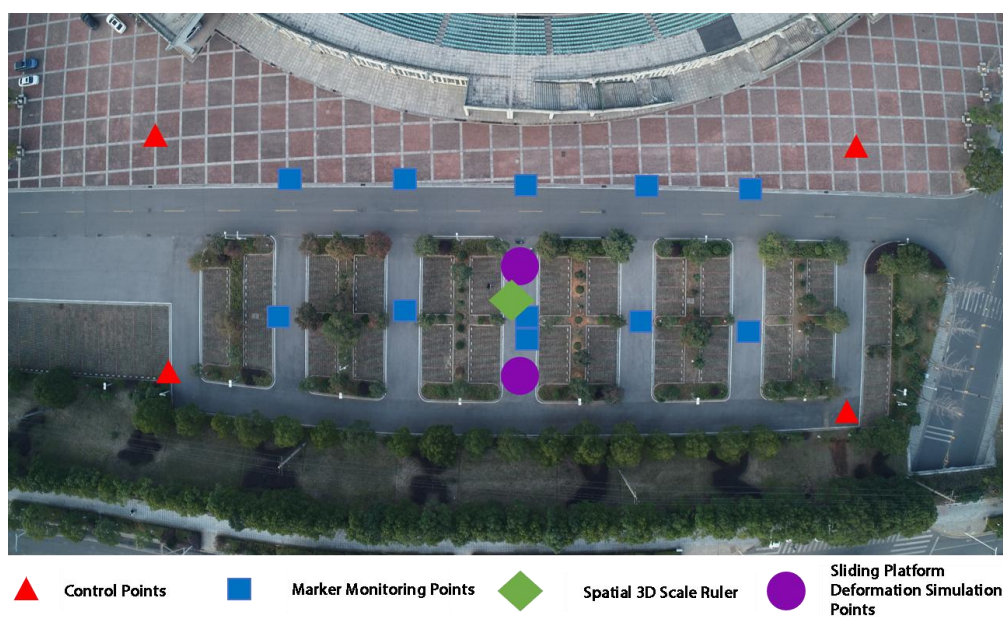 Control Points
Marker Monitoring Points
Spatial 3D Scale Ruler
Sliding Platform
Deformation Simulation
Points